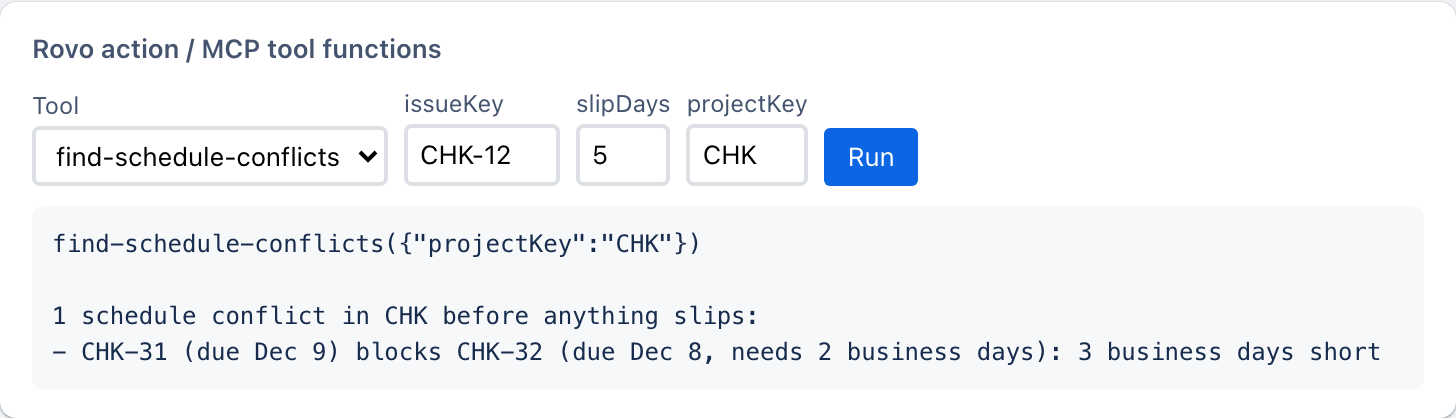 Rovo action / MCP tool functions
Tool issueKey slipDays projectKey
find-schedule-conflicts CHK-12 5 CHK Run
find-schedule-conflicts({"projectKey":"CHK"})
1 schedule conflict in CHK before anything slips:
- CHK-31 (due Dec 9) blocks CHK-32 (due Dec 8, needs 2 business days): 3 business days short